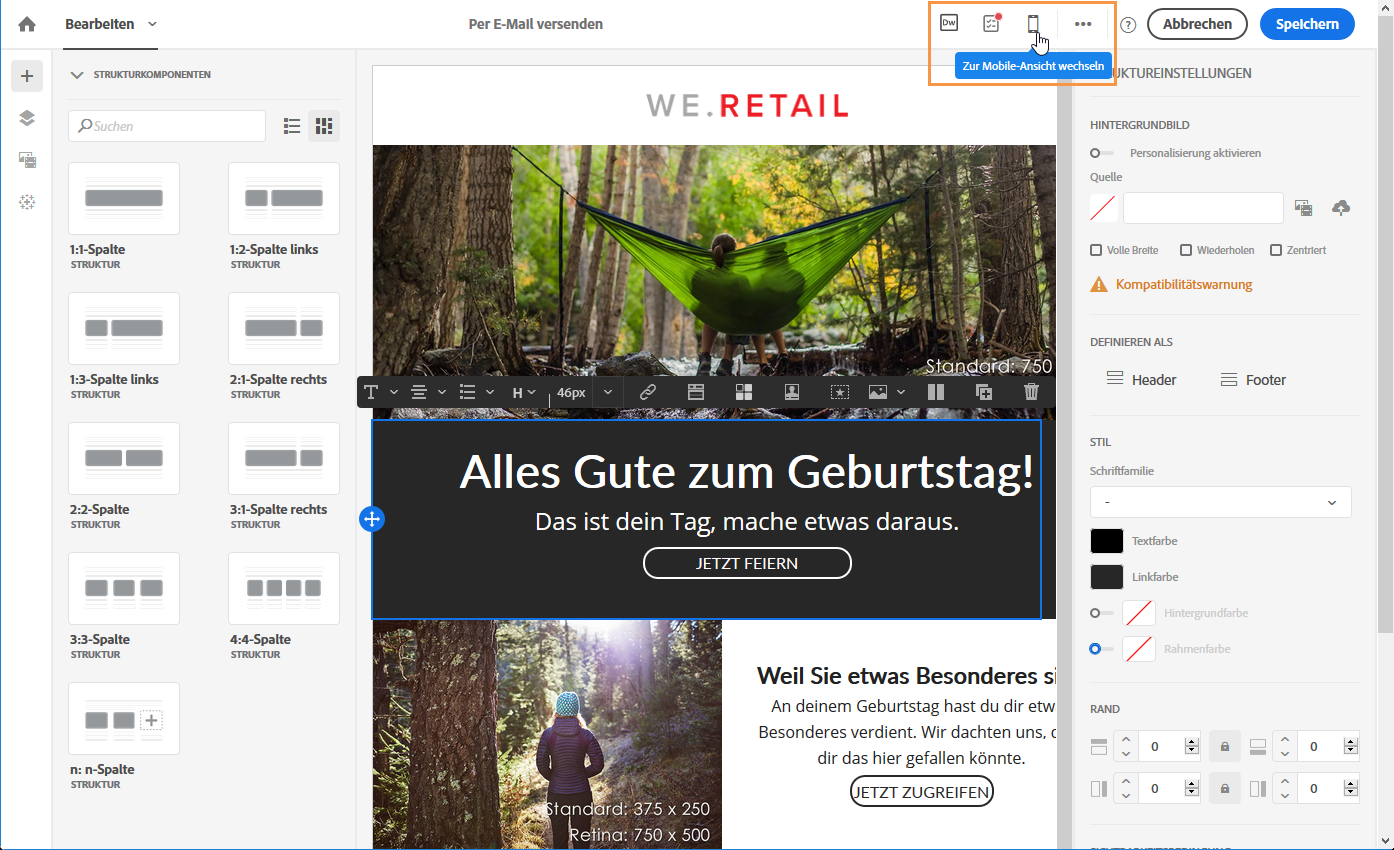 Bearbeiten
Per E-Mail versenden
Dw
?
Abbrechen
Speichern
Zur Mobile-Ansicht wechseln
STRUKTURKOMPONENTEN
Suchen
1:1-Spalte
STRUKTUR
1:2-Spalte links
STRUKTUR
1:3-Spalte links
STRUKTUR
2:1-Spalte rechts
STRUKTUR
2:2-Spalte
STRUKTUR
3:1-Spalte rechts
STRUKTUR
3:3-Spalte
STRUKTUR
4:4-Spalte
STRUKTUR
n: n-Spalte
STRUKTUR
WE.RETAIL
Standard: 750
T
H
46px
Alles Gute zum Geburtstag!
Das ist dein Tag, mache etwas daraus.
JETZT FEIERN
Standard: 375 x 250
Retina: 750 x 500
Weil Sie etwas Besonderes si
An deinem Geburtstag hast du dir etw
Besonderes verdient. Wir dachten uns, d
dir das hier gefallen könnte.
JETZT ZUGREIFEN
UKTUREINSTELLUNGEN
HINTERGRUNDBILD
Personalisierung aktivieren
Quelle
Volle Breite
Wiederholen
Zentriert
Kompatibilitätswarnung
DEFINIEREN ALS
Header
Footer
STIL
Schriftfamilie
-
Textfarbe
Linkfarbe
Hintergrundfarbe
Rahmenfarbe
RAND
0
0
0
0